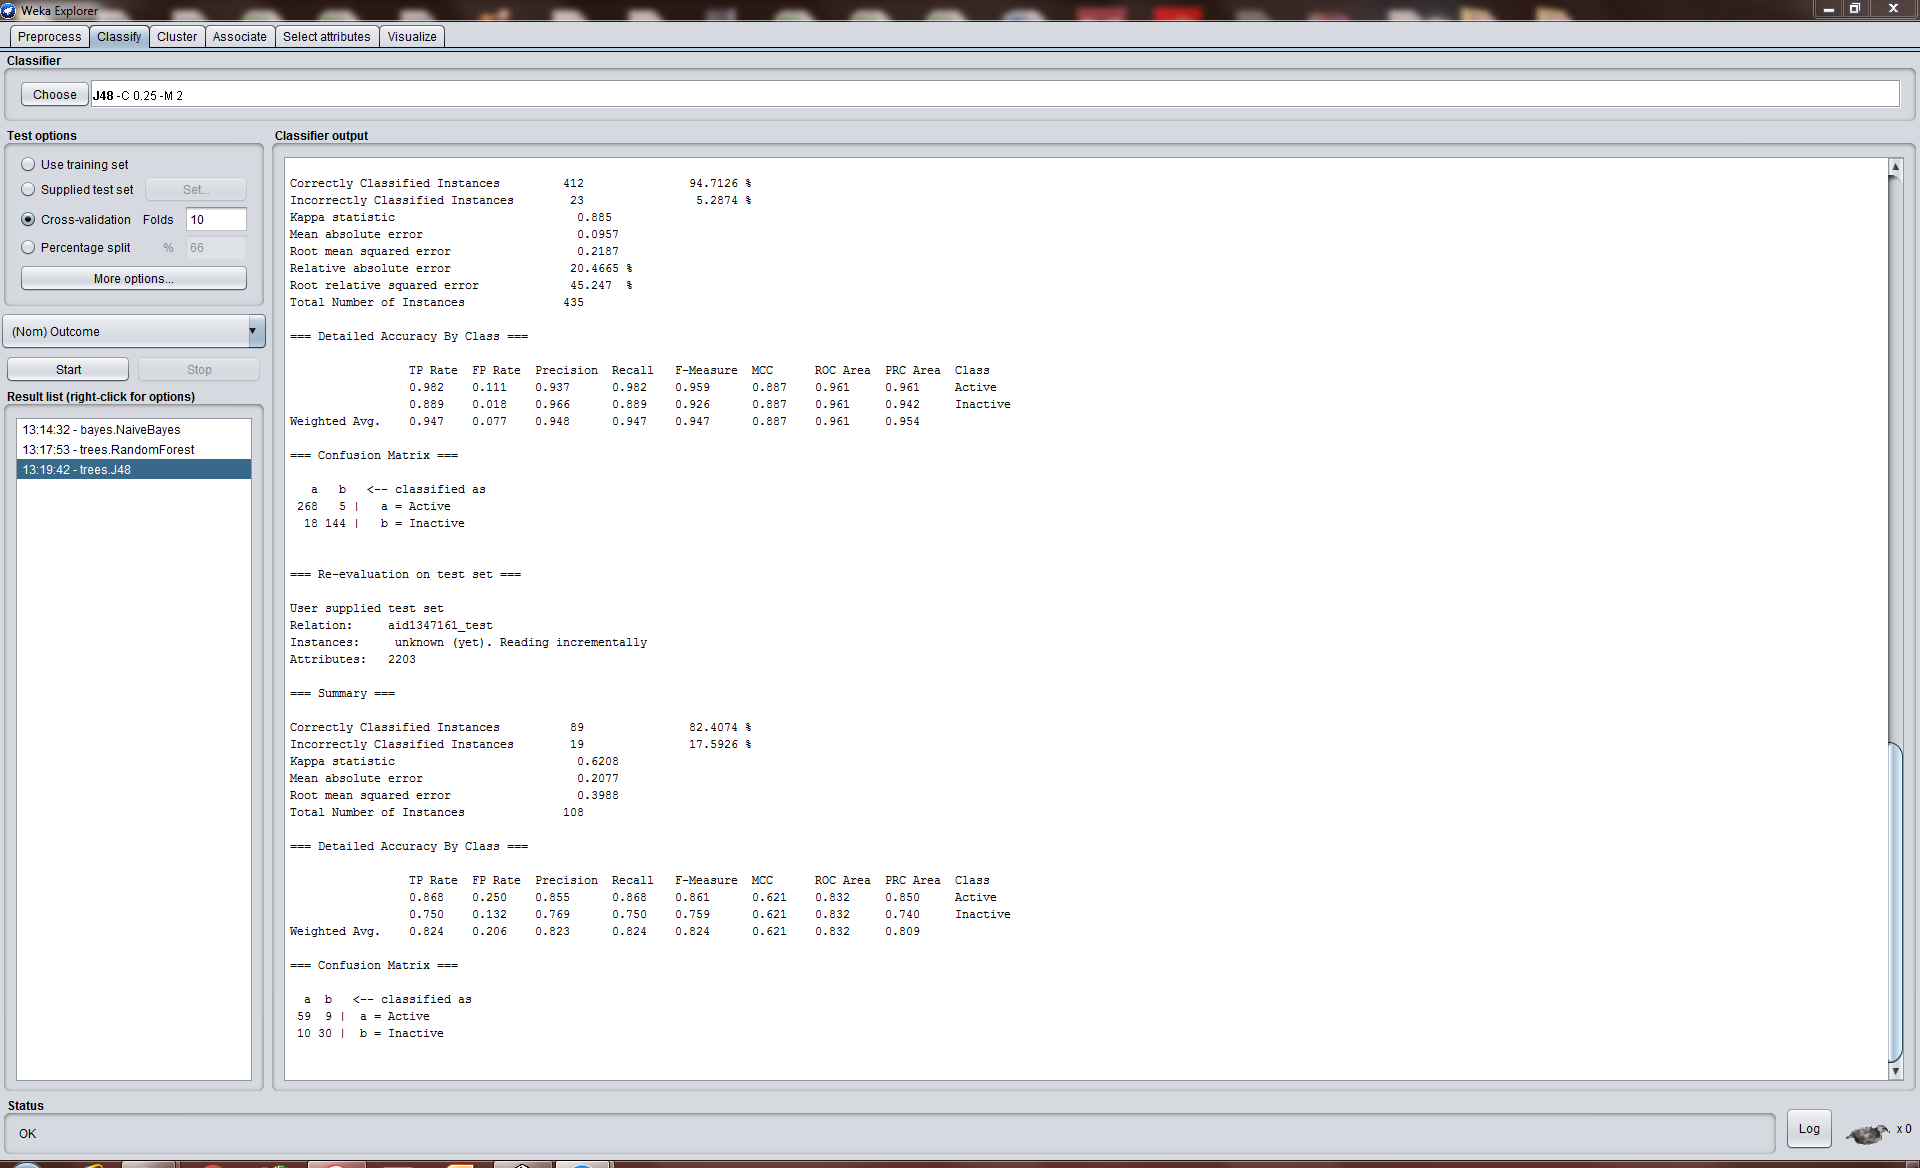 Weka Explorer
Preprocess Classify Cluster Associate Select attributes Visualize
Classifier
Choose J48 -C 0.25 -M 2
Test options
Use training set
Supplied test set Set...
Cross-validation Folds 10
Percentage split % 66
More options...
(Nom) Outcome
Start Stop
Result list (right-click for options)
13:14:32 - bayes.NaiveBayes
13:17:53 - trees.RandomForest
13:19:42 - trees.J48
Classifier output
Correctly Classified Instances 412 94.7126 %
Incorrectly Classified Instances 23 5.2874 %
Kappa statistic 0.885
Mean absolute error 0.0957
Root mean squared error 0.2187
Relative absolute error 20.4665 %
Root relative squared error 45.247 %
Total Number of Instances 435
=== Detailed Accuracy By Class ===
TP Rate FP Rate Precision Recall F-Measure MCC ROC Area PRC Area Class
0.982 0.111 0.937 0.982 0.959 0.887 0.961 0.961 Active
0.889 0.018 0.966 0.889 0.926 0.887 0.961 0.942 Inactive
Weighted Avg. 0.947 0.077 0.948 0.947 0.947 0.887 0.961 0.954
=== Confusion Matrix ===
a b <-- classified as
268 5 | a = Active
18 144 | b = Inactive
=== Re-evaluation on test set ===
User supplied test set
Relation: aid1347161_test
Instances: unknown (yet). Reading incrementally
Attributes: 2203
=== Summary ===
Correctly Classified Instances 89 82.4074 %
Incorrectly Classified Instances 19 17.5926 %
Kappa statistic 0.6208
Mean absolute error 0.2077
Root mean squared error 0.3988
Total Number of Instances 108
=== Detailed Accuracy By Class ===
TP Rate FP Rate Precision Recall F-Measure MCC ROC Area PRC Area Class
0.868 0.250 0.855 0.868 0.861 0.621 0.832 0.850 Active
0.750 0.132 0.769 0.750 0.759 0.621 0.832 0.740 Inactive
Weighted Avg. 0.824 0.206 0.823 0.824 0.824 0.621 0.832 0.809
=== Confusion Matrix ===
a b <-- classified as
59 9 | a = Active
10 30 | b = Inactive
Status
OK
Log x 0